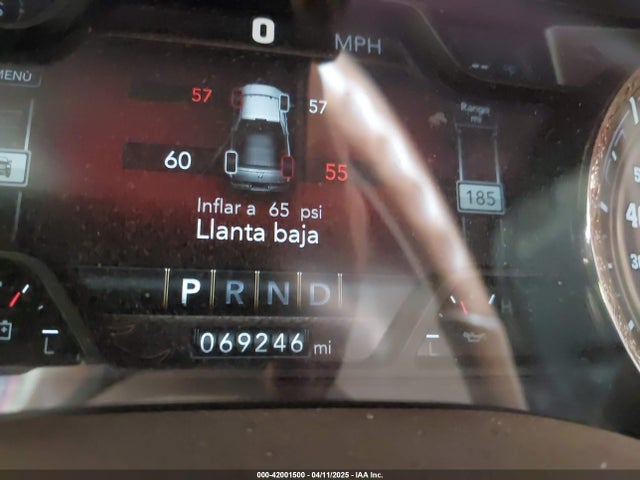 0
MPH
MENÚ
57
57
Range
mi
60
55
185
Inflar a 65 psi
Llanta baja
P R N D
069246 mi
L
L
H
000-42001500 - 04/11/2025 - IAA Inc.